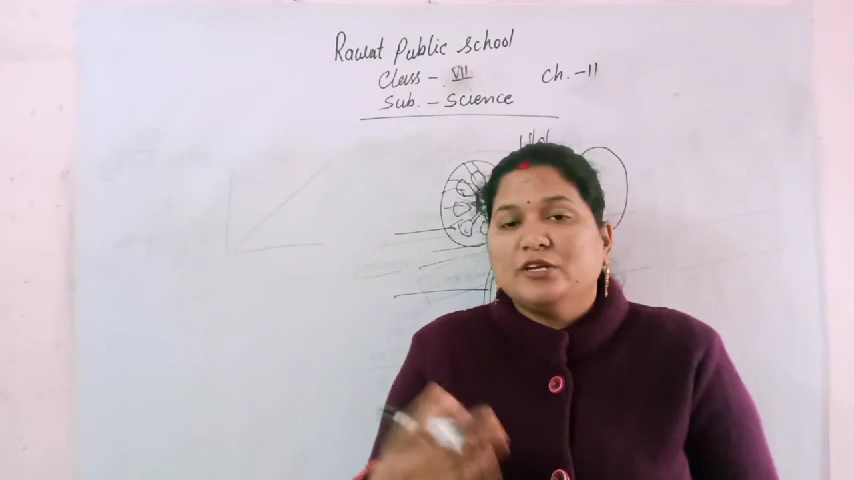 Rawat Public school
Class - VII Ch. - 11
Sub. - Science